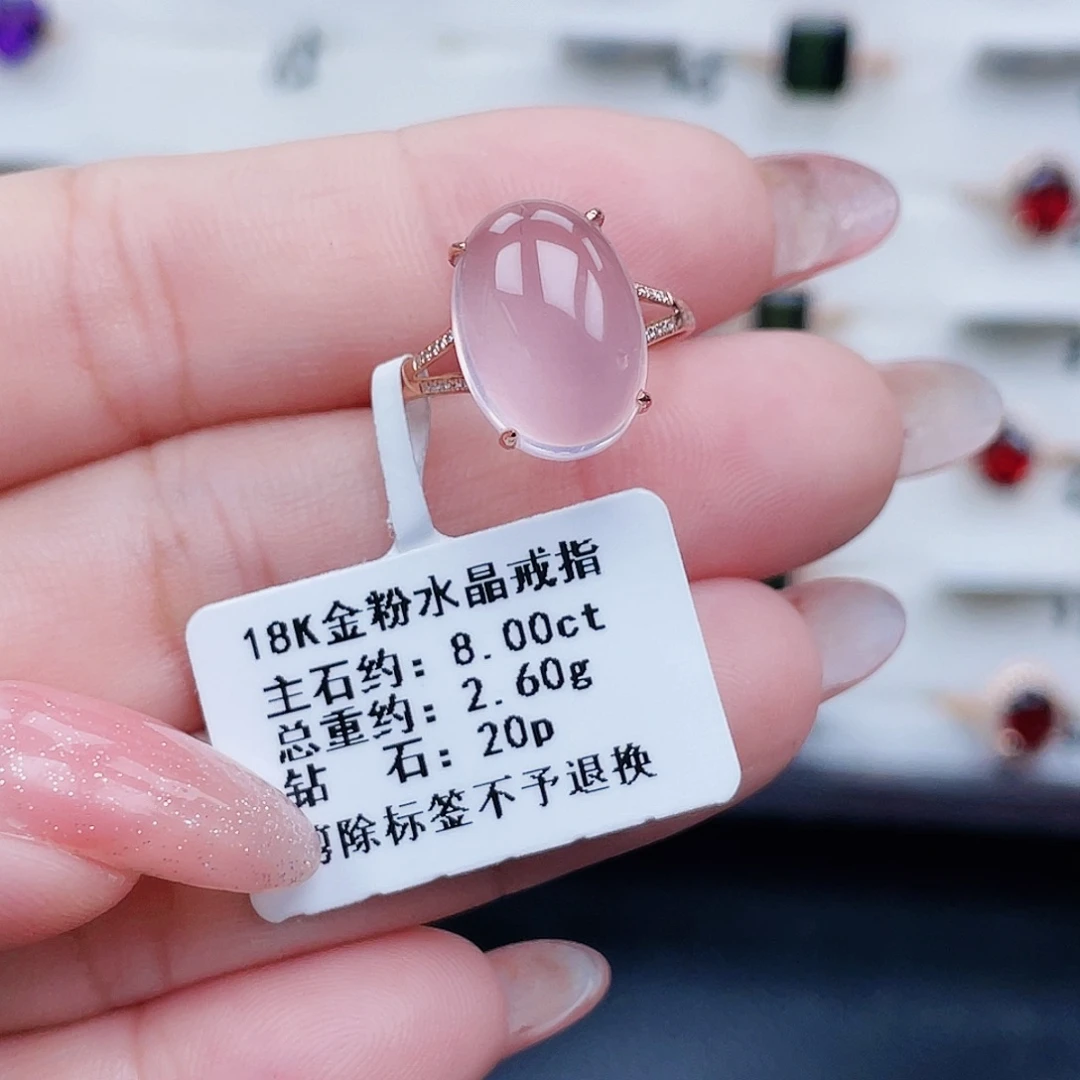 18K金粉水晶戒指
主石约：8.00ct
总重约：2.60g
钻 石：20p
剪除标签不予退换